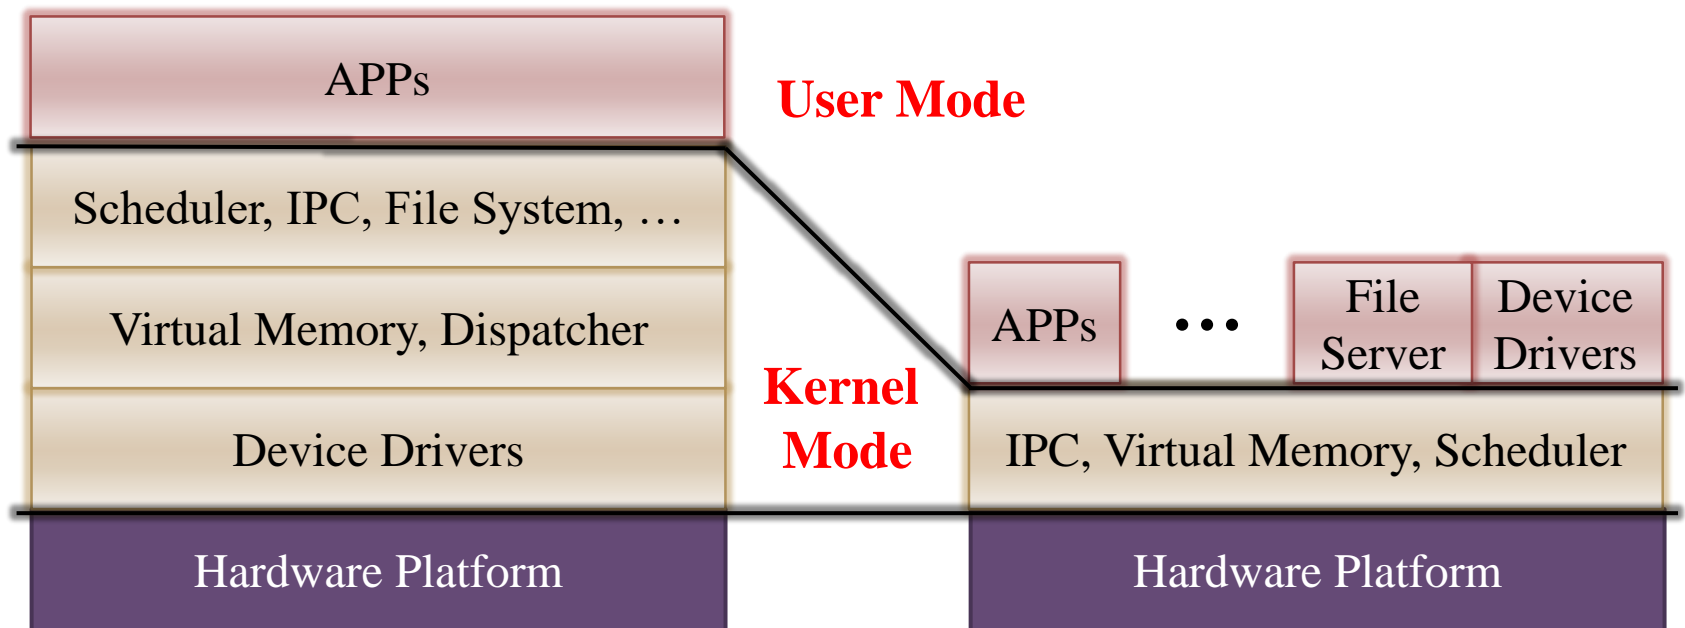 APPs
User Mode
Scheduler, IPC, File System, …
Virtual Memory, Dispatcher
Device Drivers
Hardware Platform
Kernel
Mode
APPs
…
File
Server
Device
Drivers
IPC, Virtual Memory, Scheduler
Hardware Platform